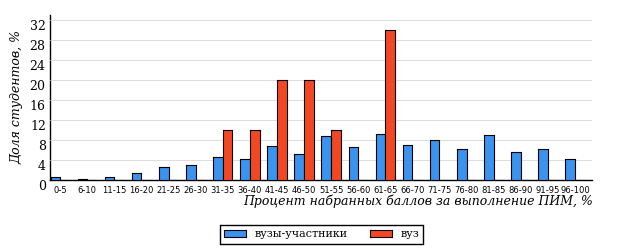 Доля студентов, %
32
28
24
20
16
12
8
4
0
0-5 6-10 11-15 16-20 21-25 26-30 31-35 36-40 41-45 46-50 51-55 56-60 61-65 66-70 71-75 76-80 81-85 86-90 91-95 96-100
Процент набранных баллов за выполнение ПИМ, %
вузы-участники вуз